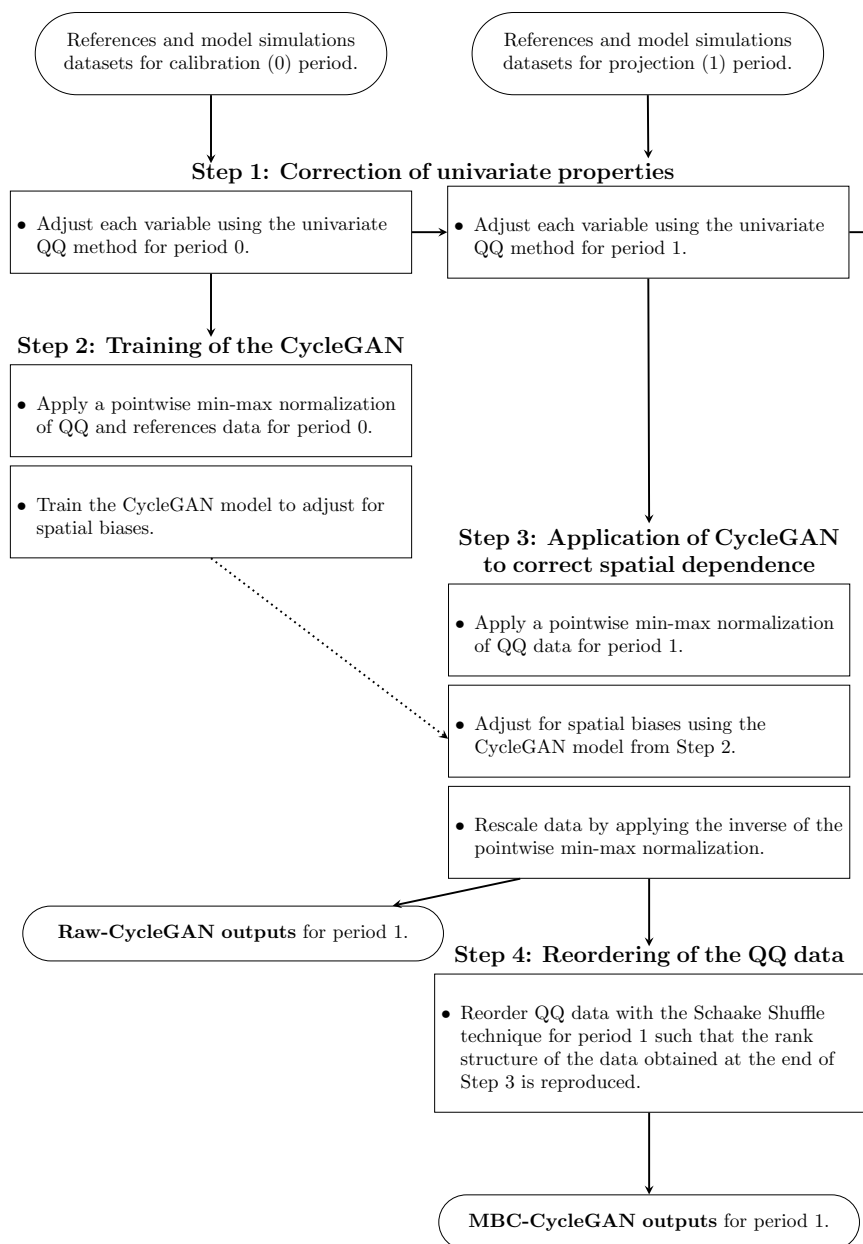 References and model simulations
datasets for calibration (0) period.
References and model simulations
datasets for projection (1) period.
Step 1: Correction of univariate properties
• Adjust each variable using the univariate
QQ method for period 0.
• Adjust each variable using the univariate
QQ method for period 1.
Step 2: Training of the CycleGAN
• Apply a pointwise min-max normalization
of QQ and references data for period 0.
• Train the CycleGAN model to adjust for
spatial biases.
Step 3: Application of CycleGAN
to correct spatial dependence
• Apply a pointwise min-max normalization
of QQ data for period 1.
• Adjust for spatial biases using the
CycleGAN model from Step 2.
• Rescale data by applying the inverse of the
pointwise min-max normalization.
Raw-CycleGAN outputs for period 1.
Step 4: Reordering of the QQ data
• Reorder QQ data with the Schaake Shuffle
technique for period 1 such that the rank
structure of the data obtained at the end of
Step 3 is reproduced.
MBC-CycleGAN outputs for period 1.